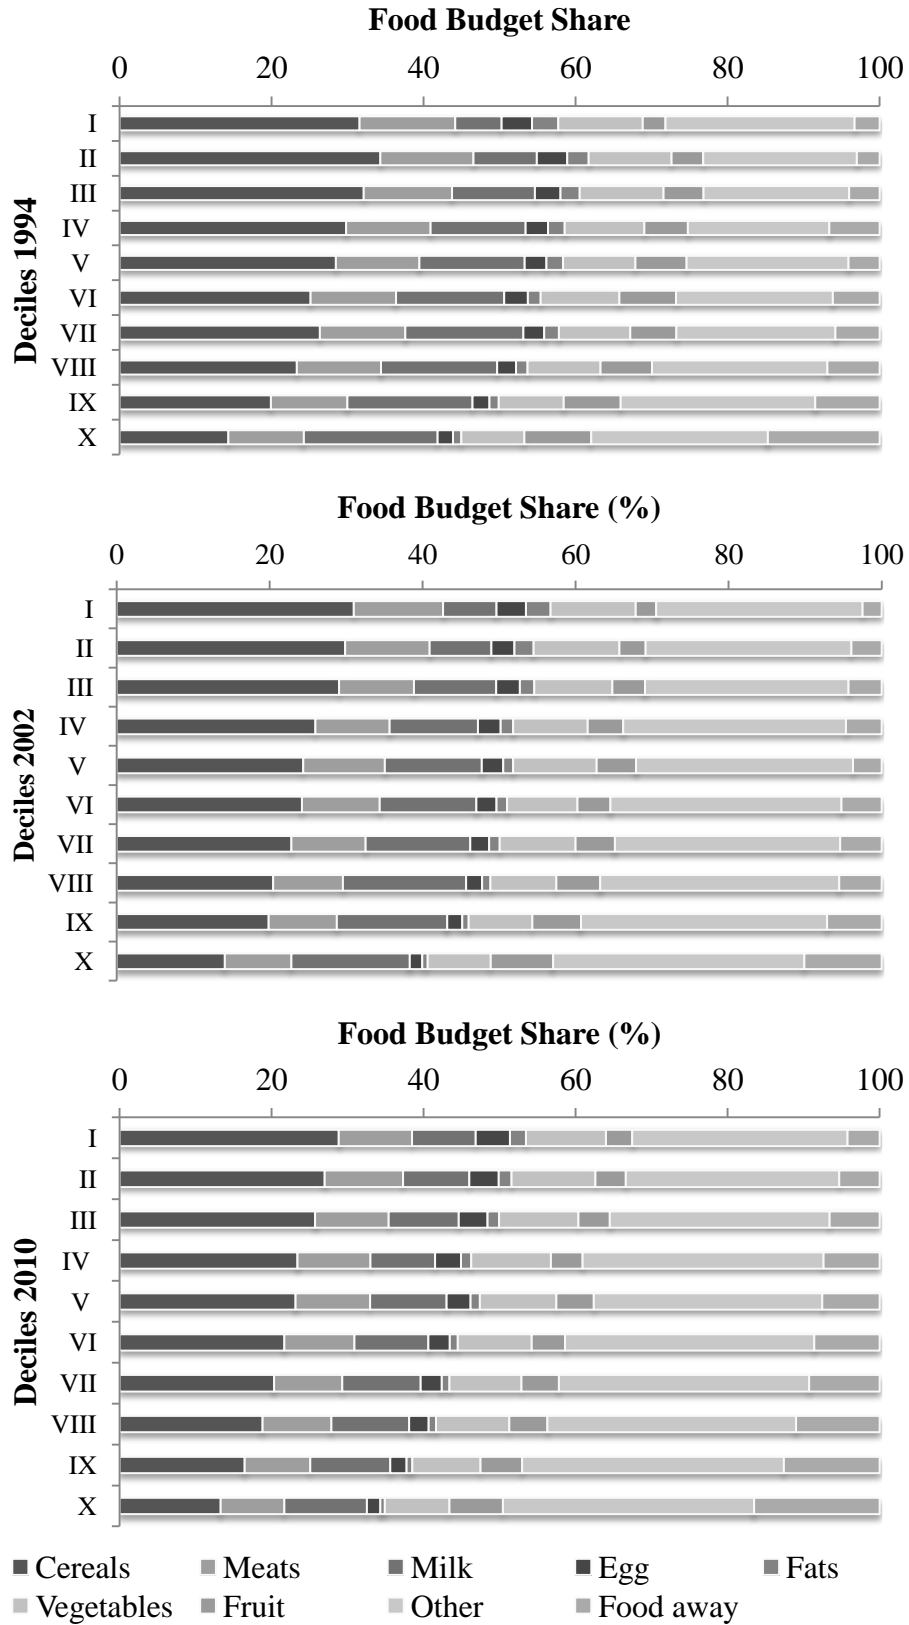 Food Budget Share
0 20 40 60 80 100
Deciles 1994
I
II
III
IV
V
VI
VII
VIII
IX
X
Food Budget Share (%)
0 20 40 60 80 100
Deciles 2002
I
II
III
IV
V
VI
VII
VIII
IX
X
Food Budget Share (%)
0 20 40 60 80 100
Deciles 2010
I
II
III
IV
V
VI
VII
VIII
IX
X
Cereals Meats Milk Egg Fats
Vegetables Fruit Other Food away